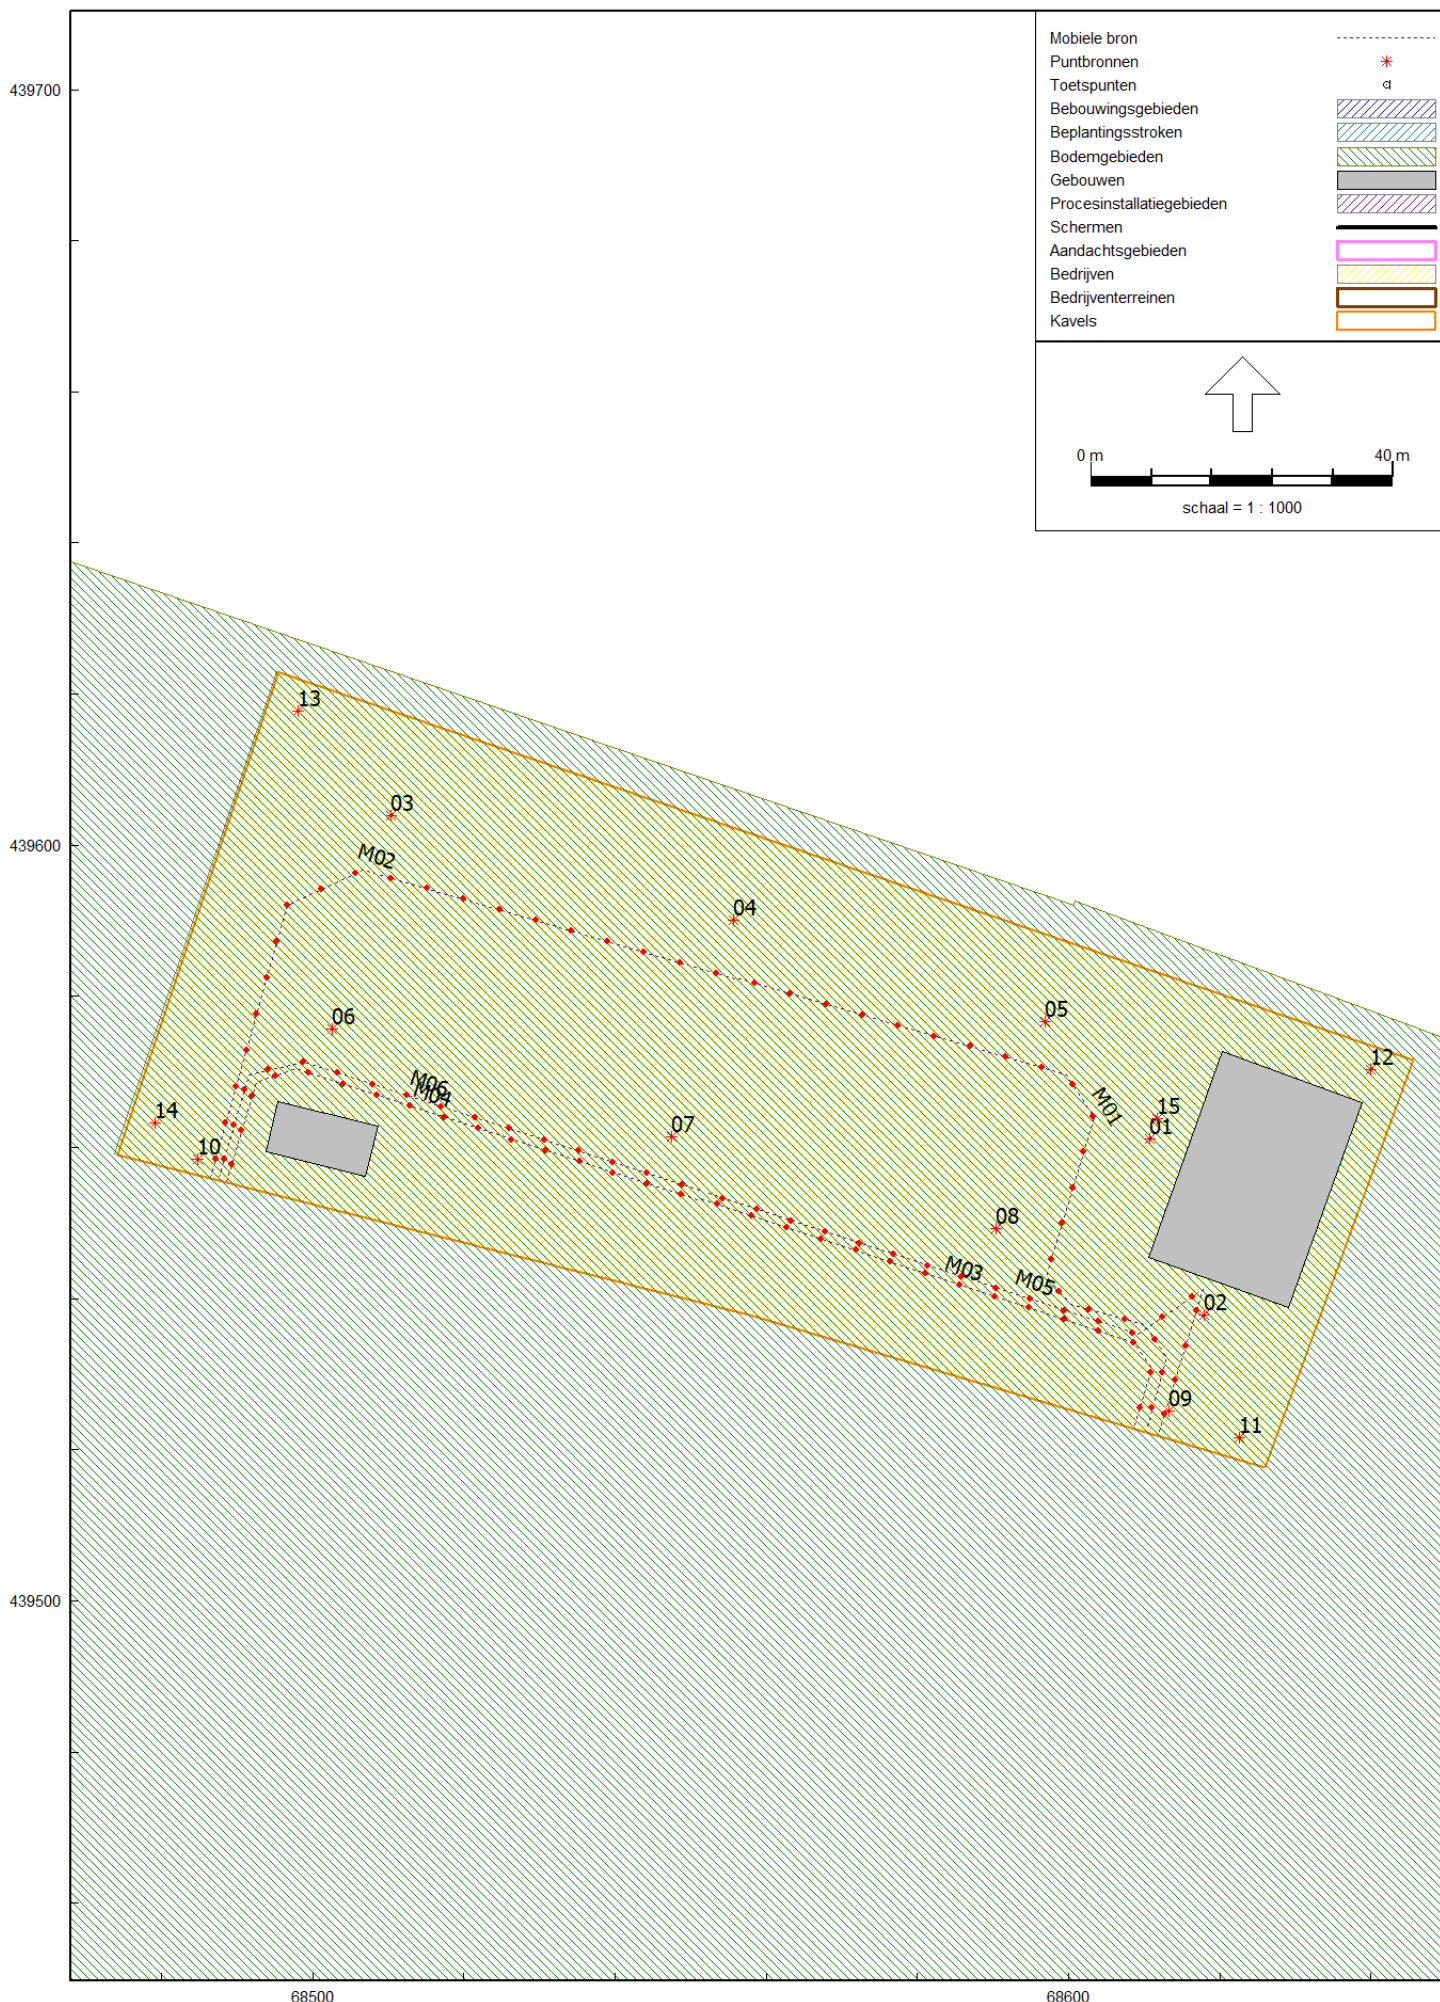 Mobiele bron
Puntbronnen
Toetspunten
Bebouwingsgebieden
Beplantingsstroken
Bodemgebieden
Gebouwen
Procesinstallatiegebieden
Schermen
Aandachtsgebieden
Bedrijven
Bedrijventerreinen
Kavels
0 m 40 m
schaal = 1 : 1000
439700
13
03
439600
M02
04
05
06
12
M06
M04
M01
14
15
01
07
10
08
M03
M05
02
09
11
439500
68500 68600